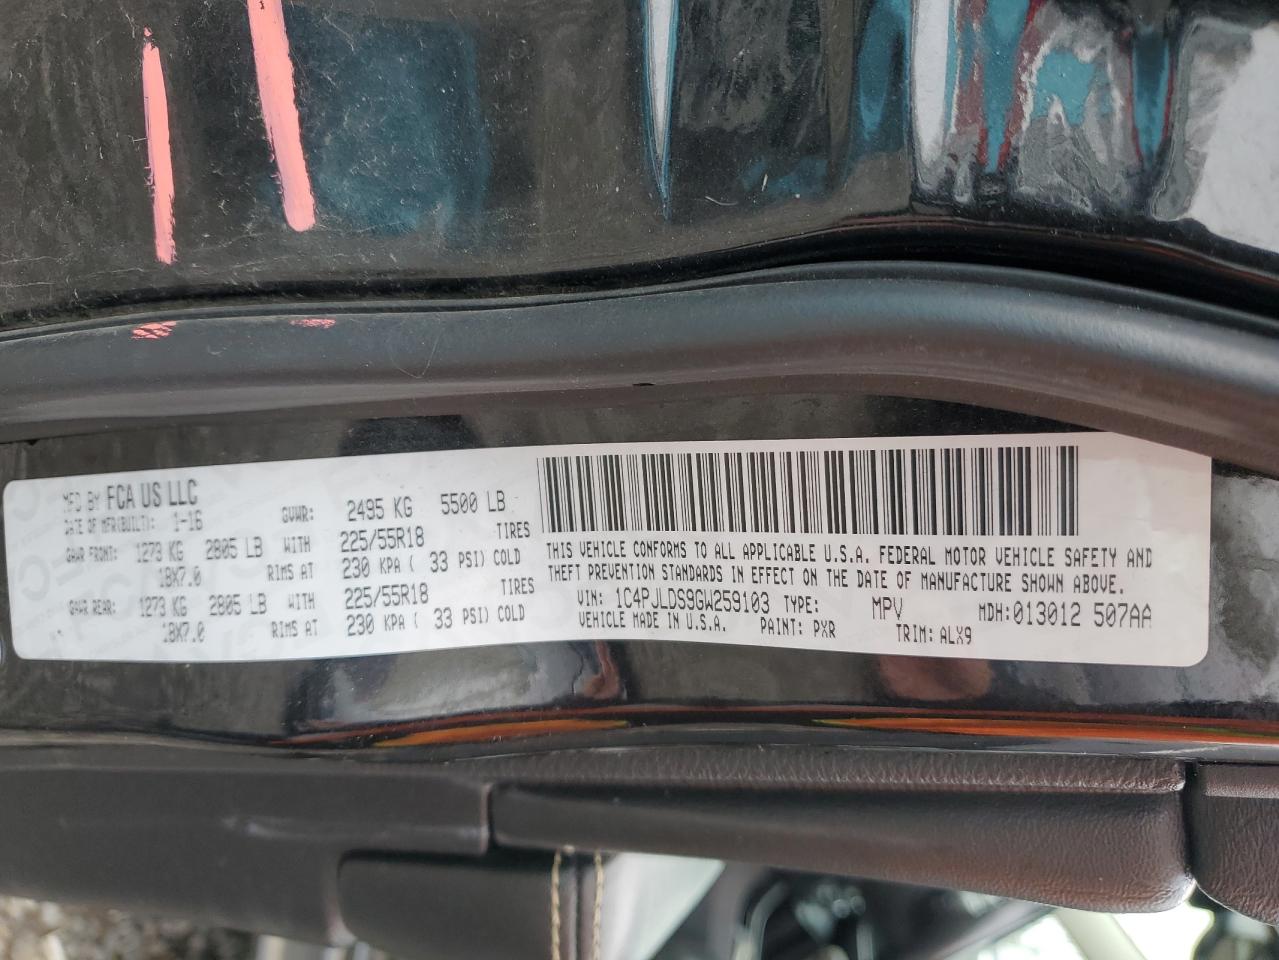 MFD BY FCA US LLC
DATE OF MFR(BUILT): 1-16 GVWR: 2495 KG 5500 LB
GAWR FRONT: 1273 KG 2805 LB WITH 225/55R18 TIRES
18X7.0 RIMS AT 230 KPA ( 33 PSI) COLD
GAWR REAR: 1273 KG 2805 LB WITH 225/55R18 TIRES
18X7.0 RIMS AT 230 KPA ( 33 PSI) COLD
THIS VEHICLE CONFORMS TO ALL APPLICABLE U.S.A. FEDERAL MOTOR VEHICLE SAFETY AND
THEFT PREVENTION STANDARDS IN EFFECT ON THE DATE OF MANUFACTURE SHOWN ABOVE.
VIN: 1C4PJLDS9GW259103 TYPE: MPV MDH:013012 507AA
VEHICLE MADE IN U.S.A. PAINT: PXR TRIM: ALX9